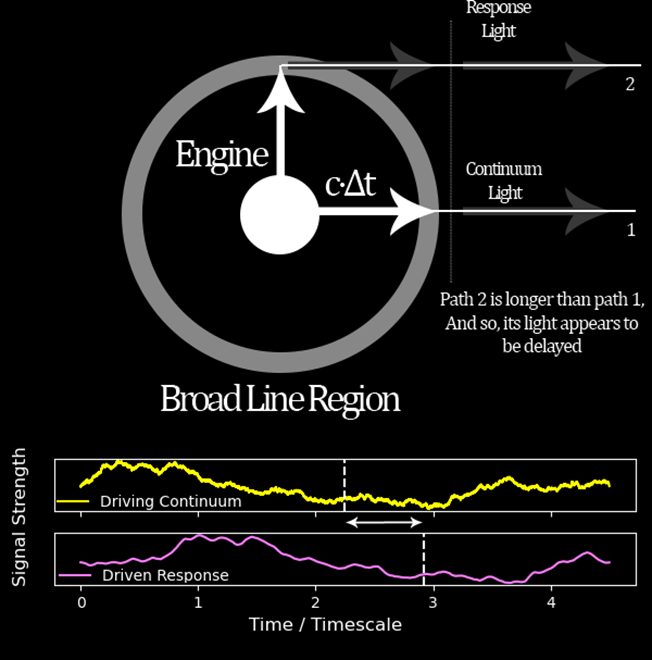 Response
Light
2
Engine
c·Δt
Continuum
Light
1
Path 2 is longer than path 1,
And so, its light appears to
be delayed
Broad Line Region
Signal Strength
Driving Continuum
Driven Response
0 1 2 3 4
Time / Timescale